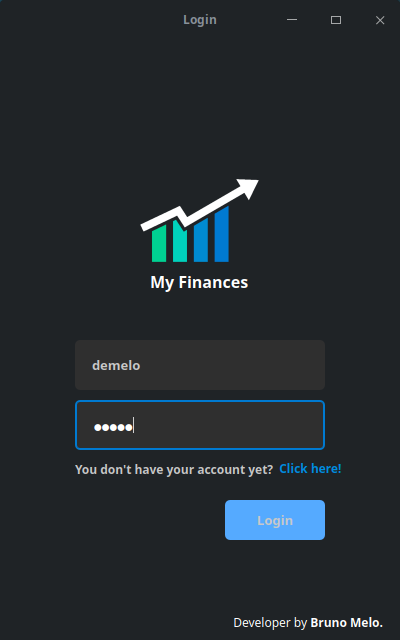 Login
My Finances
demelo
●●●●●
You don't have your account yet? Click here!
Login
Developer by Bruno Melo.